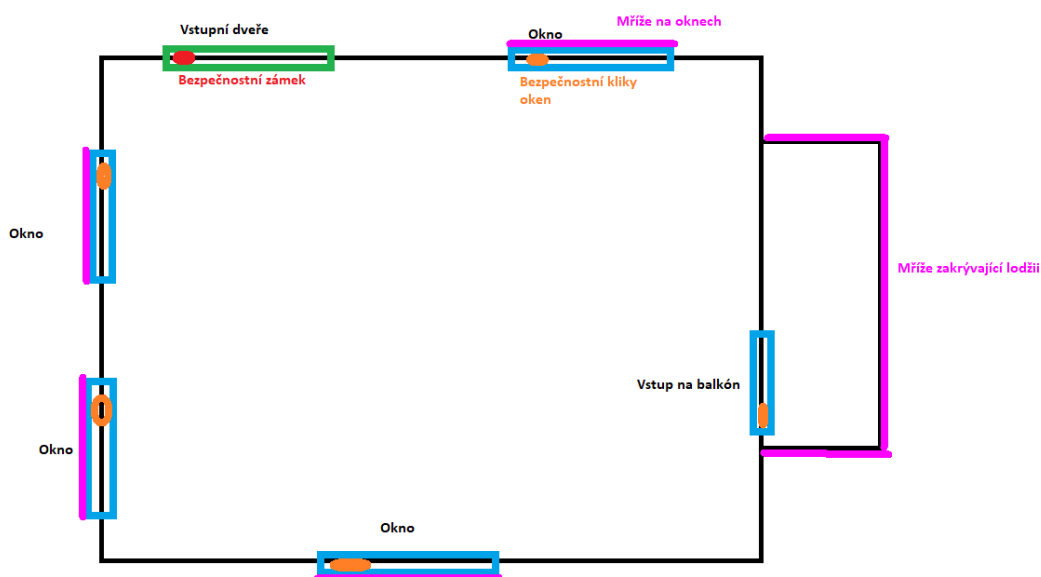 Vstupní dveře
Bezpečnostní zámek
Okno
Mříže na oknech
Bezpečnostní kliky
oken
Okno
Mříže zakrývající lodžii
Vstup na balkón
Okno
Okno